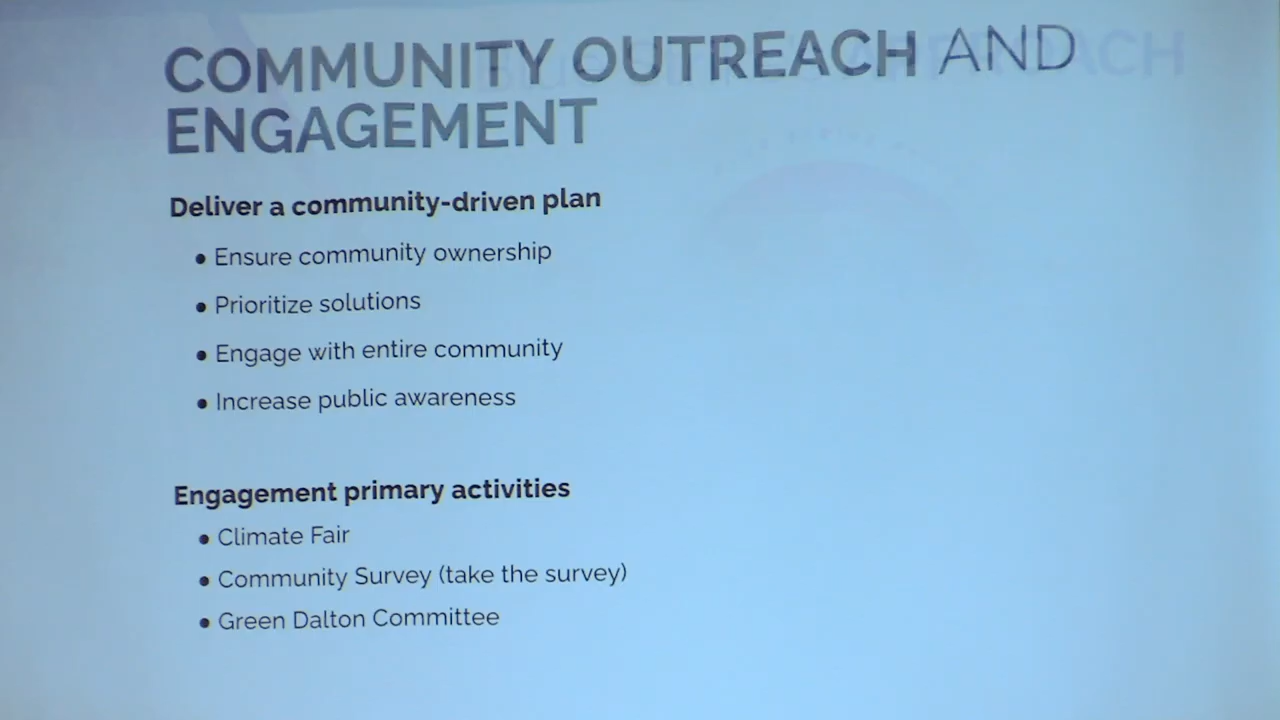 COMMUNITY OUTREACH AND
ENGAGEMENT
Deliver a community-driven plan
• Ensure community ownership
• Prioritize solutions
• Engage with entire community
• Increase public awareness
Engagement primary activities
• Climate Fair
• Community Survey (take the survey)
• Green Dalton Committee